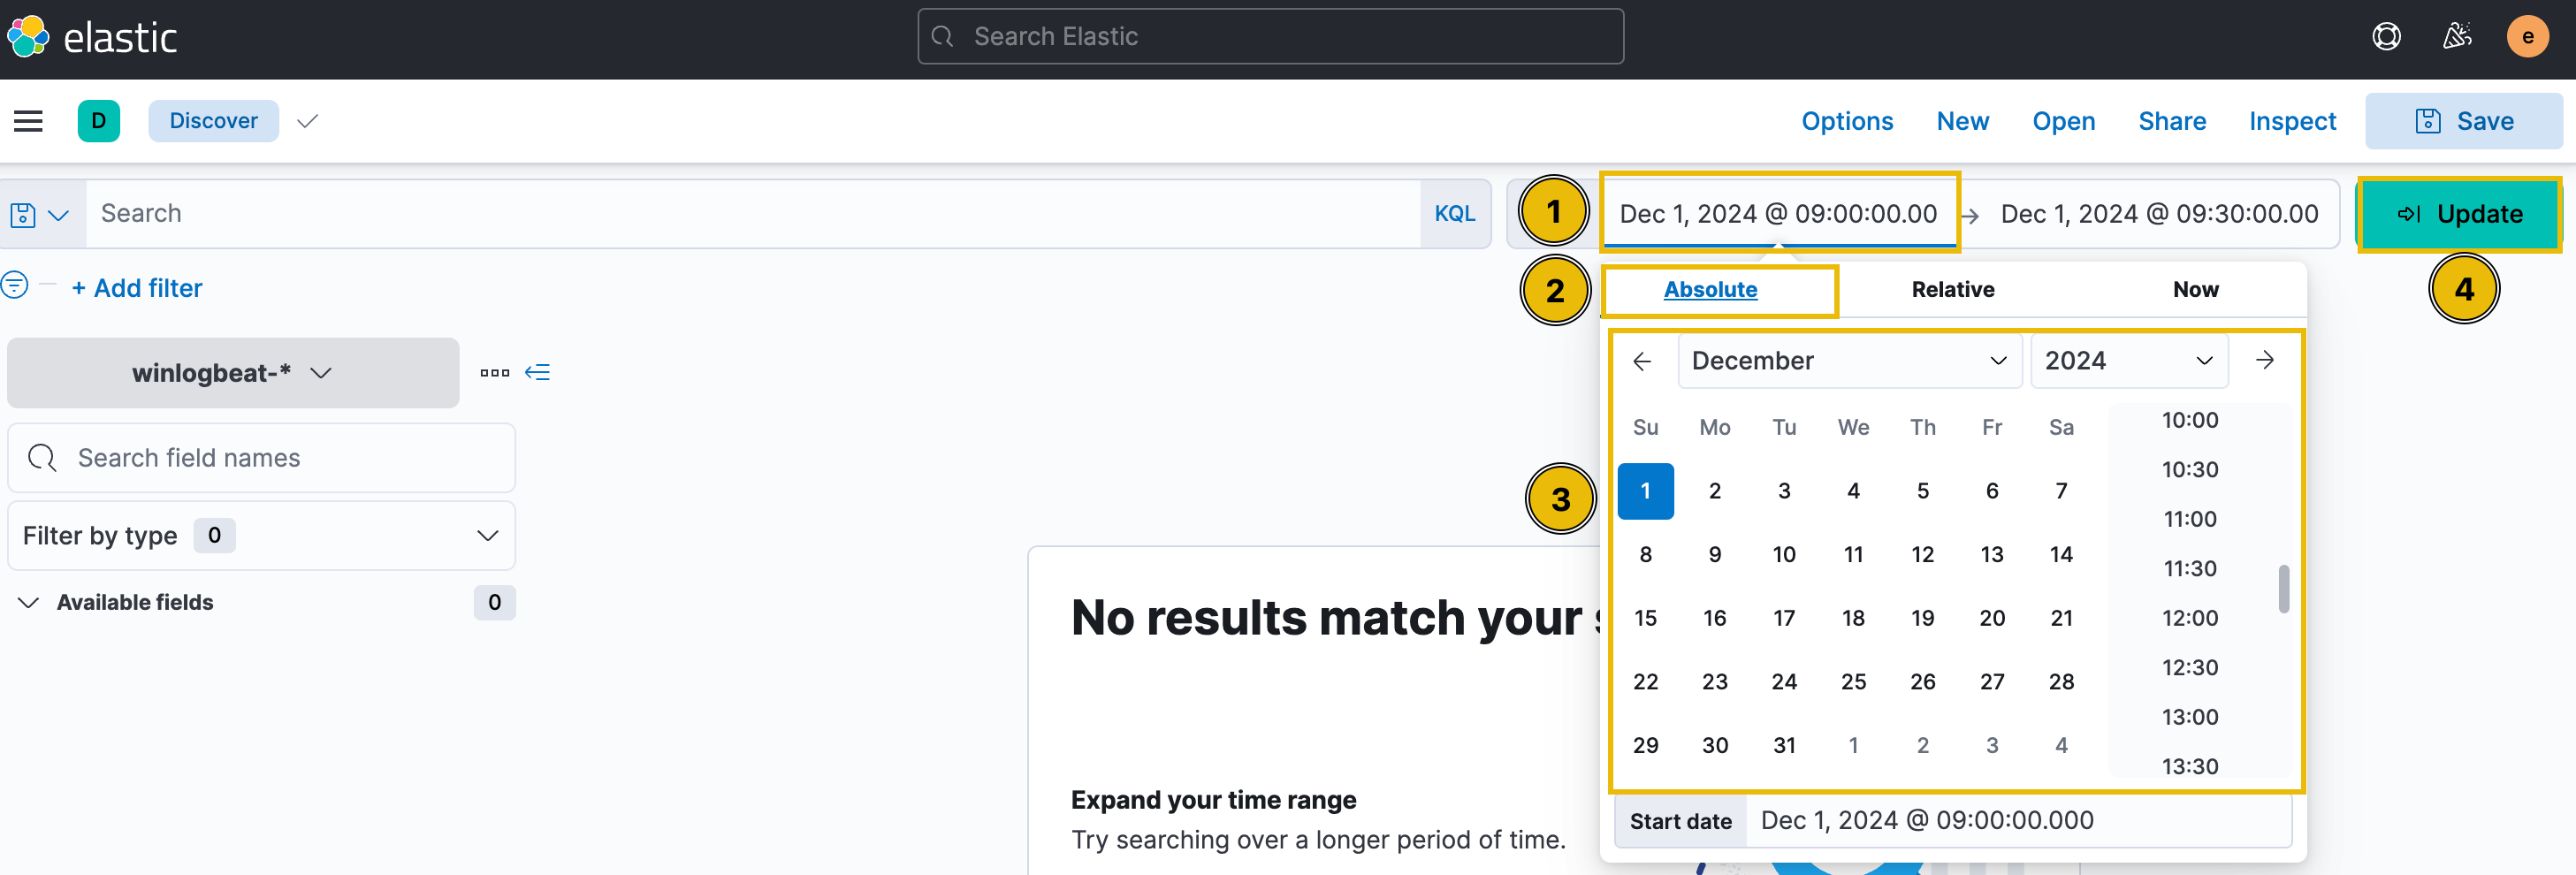 elastic
Search Elastic
e
D
Discover
Options
New
Open
Share
Inspect
Save
Search
KQL
1
Dec 1, 2024 @ 09:00:00.00
→
Dec 1, 2024 @ 09:30:00.00
Update
+ Add filter
2
Absolute
Relative
Now
4
winlogbeat-*
December
2024
Search field names
Su Mo Tu We Th Fr Sa
1 2 3 4 5 6 7
8 9 10 11 12 13 14
15 16 17 18 19 20 21
22 23 24 25 26 27 28
29 30 31 1 2 3 4
10:00
10:30
11:00
11:30
12:00
12:30
13:00
13:30
3
Filter by type 0
Available fields 0
No results match your
Expand your time range
Try searching over a longer period of time.
Start date
Dec 1, 2024 @ 09:00:00.000